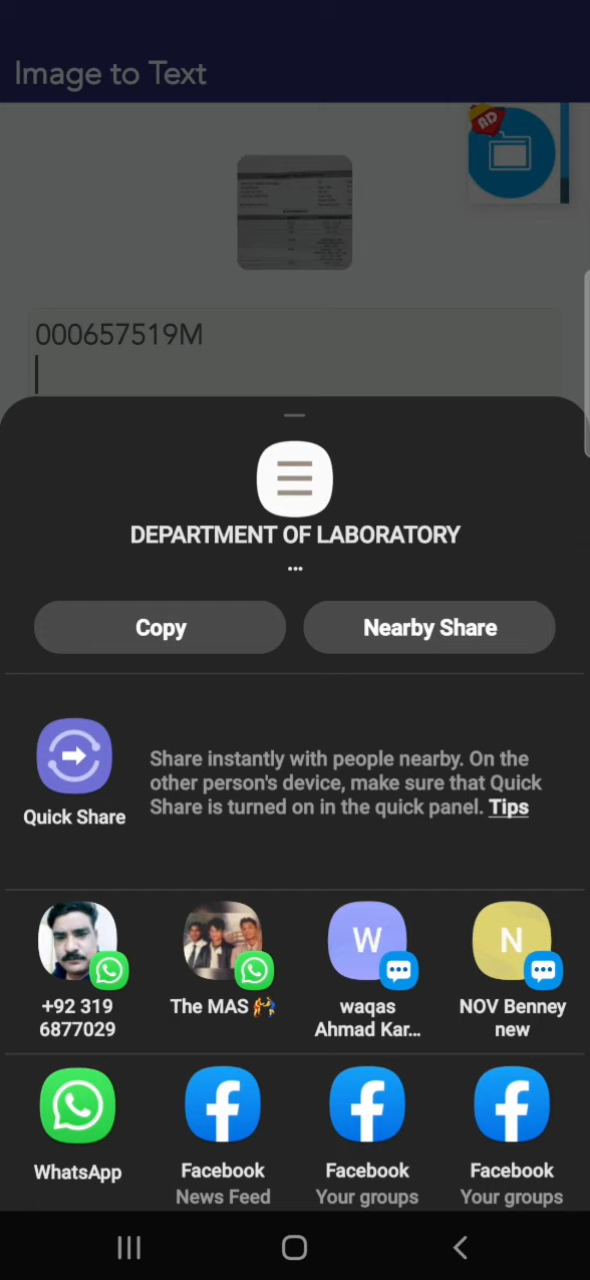 Image to Text
AD
000657519M
DEPARTMENT OF LABORATORY
...
Copy
Nearby Share
Quick Share
Share instantly with people nearby. On the
other person's device, make sure that Quick
Share is turned on in the quick panel. Tips
+92 319
6877029
The MAS
W
waqas
Ahmad Kar...
N
NOV Benney
new
WhatsApp
Facebook
News Feed
Facebook
Your groups
Facebook
Your groups